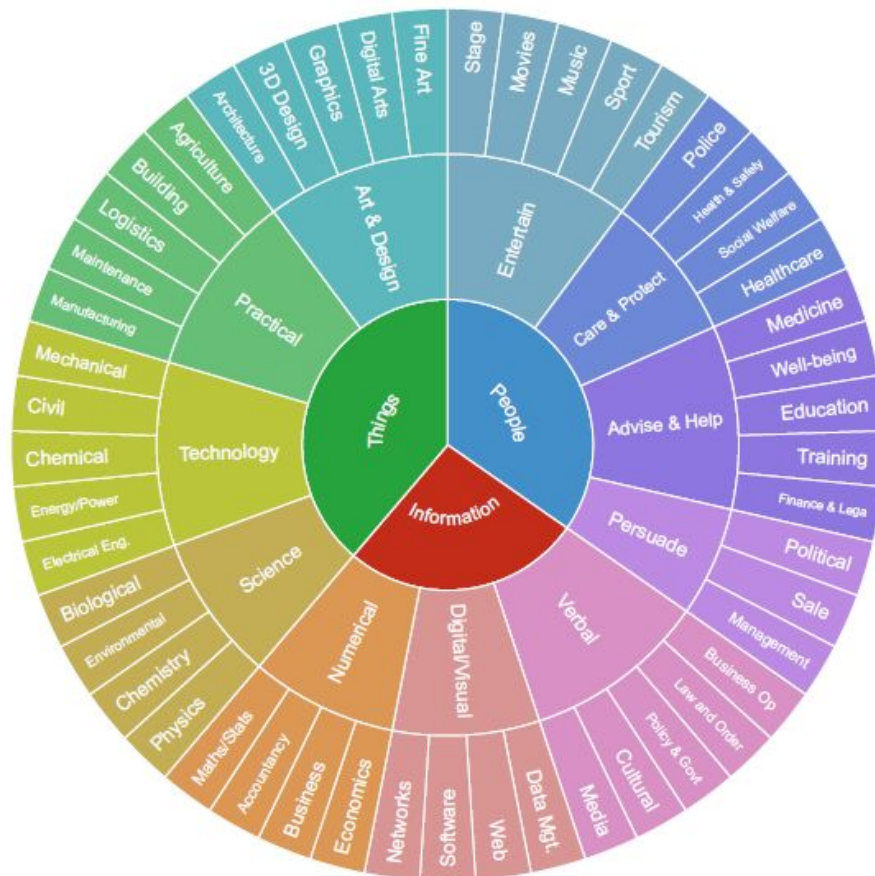 Stage
Movies
Music
Sport
Tourism
Police
Health & Safety
Social Welfare
Healthcare
Medicine
Well-being
Education
Training
Finance & Lega
Political
Sale
Management
Business Op
Law and Order
Policy & Govt
Cultural
Media
Data Mgt.
Web
Software
Networks
Economics
Business
Accountancy
Maths/Stats
Physics
Chemistry
Environmental
Biological
Electrical Eng.
Energy/Power
Chemical
Civil
Mechanical
Manufacturing
Maintenance
Logistics
Building
Agriculture
Architecture
3D Design
Graphics
Digital Arts
Fine Art
Entertain
Care & Protect
Advise & Help
Persuade
Verbal
Digital/Visual
Numerical
Science
Technology
Practical
Art & Design
People
Information
Things